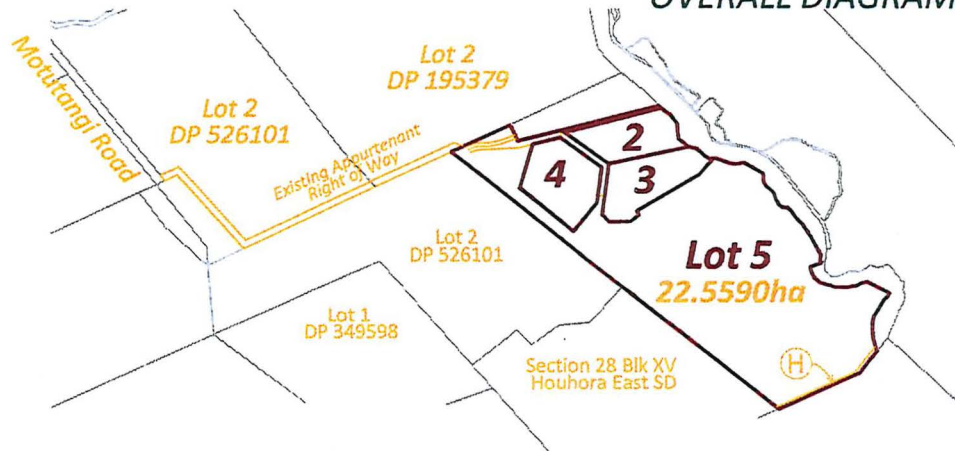 OVERALL DIAGRAM
Motutangi Road
Lot 2
DP 195379
Lot 2
DP 526101
Existing Appurtenant
Right of Way
2
4
3
Lot 2
DP 526101
Lot 5
22.5590ha
Lot 1
DP 349598
Section 28 Blk XV
Houhora East SD
H